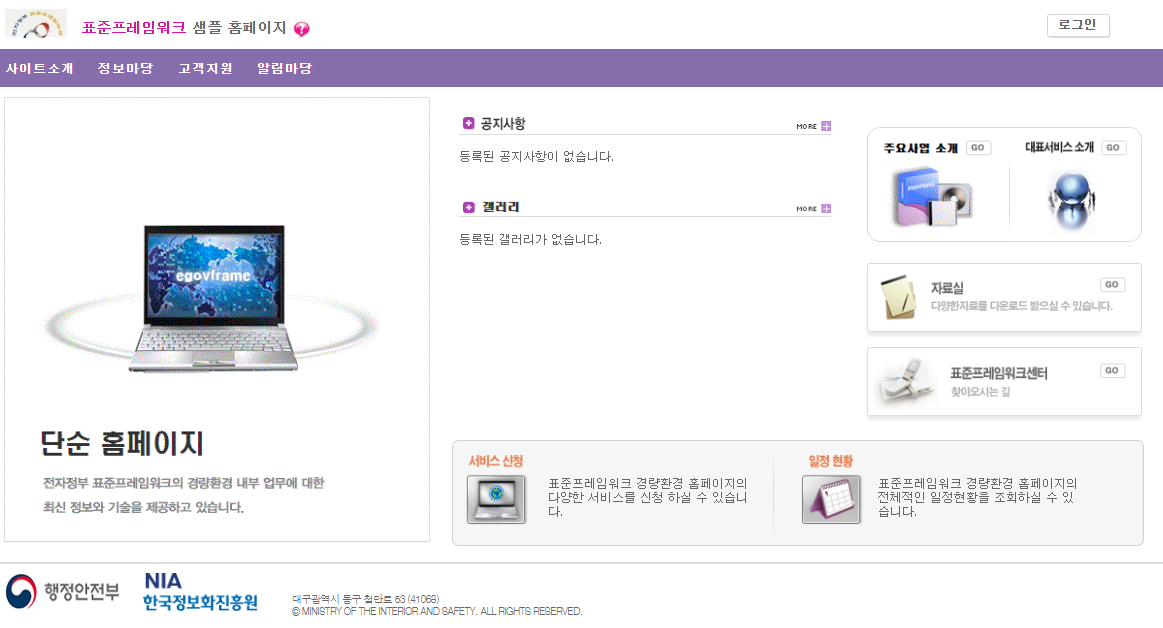 표준프레임워크 샘플 홈페이지
로그인
사이트소개 정보마당 고객지원 알림마당
공지사항 MORE
등록된 공지사항이 없습니다.
갤러리 MORE
등록된 갤러리가 없습니다.
주요사업 소개 GO
대표서비스 소개 GO
egovframe
자료실 GO
다양한자료를 다운로드 받으실 수 있습니다.
표준프레임워크센터 GO
찾아오시는 길
egovframe
단순 홈페이지
전자정부 표준프레임워크의 경량환경 내부 업무에 대한
최신 정보와 기술을 제공하고 있습니다.
서비스 신청
표준프레임워크 경량환경 홈페이지의
다양한 서비스를 신청 하실 수 있습니
다.
일정 현황
표준프레임워크 경량환경 홈페이지의
전체적인 일정현황을 조회하실 수 있
습니다.
행정안전부
NIA
한국정보화진흥원
대구광역시 동구 첨단로 53 (41068)
© MINISTRY OF THE INTERIOR AND SAFETY. ALL RIGHTS RESERVED.